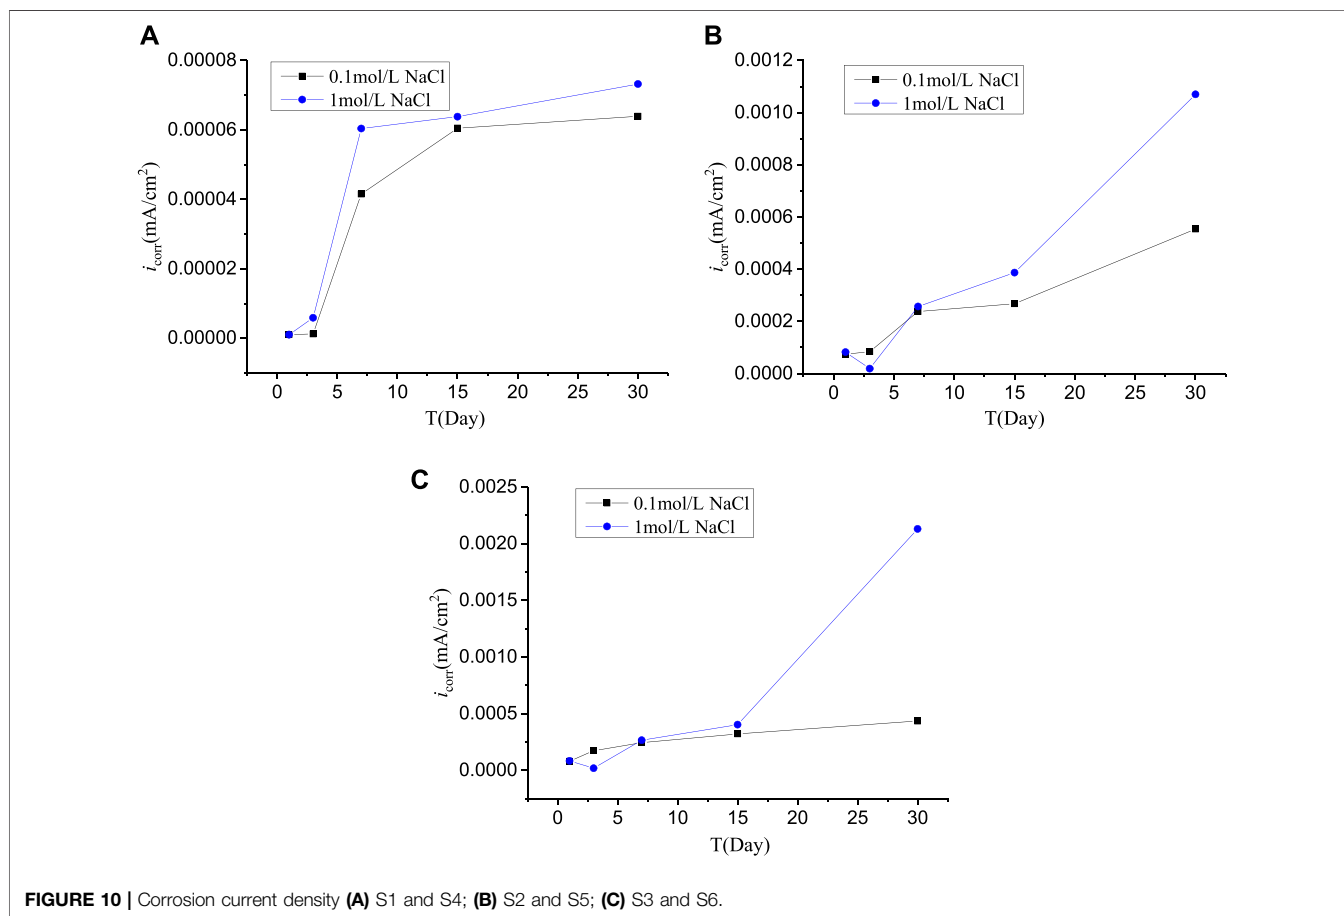 A
0.00008
0.00006
0.00004
0.00002
0.00000
i_corr(mA/cm²)
0.1mol/L NaCl
1mol/L NaCl
0 5 10 15 20 25 30
T(Day)
B
0.0012
0.0010
0.0008
0.0006
0.0004
0.0002
0.0000
i_corr(mA/cm²)
0.1mol/L NaCl
1mol/L NaCl
0 5 10 15 20 25 30
T(Day)
C
0.0025
0.0020
0.0015
0.0010
0.0005
0.0000
i_corr(mA/cm²)
0.1mol/L NaCl
1mol/L NaCl
0 5 10 15 20 25 30
T(Day)
FIGURE 10 | Corrosion current density (A) S1 and S4; (B) S2 and S5; (C) S3 and S6.